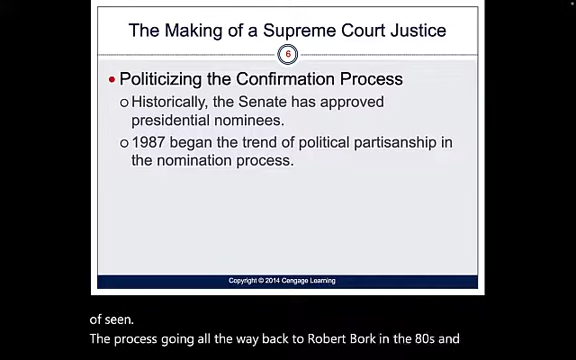 The Making of a Supreme Court Justice
6
• Politicizing the Confirmation Process
o Historically, the Senate has approved
presidential nominees.
o 1987 began the trend of political partisanship in
the nomination process.
Copyright © 2014 Cengage Learning
of seen.
The process going all the way back to Robert Bork in the 80s and